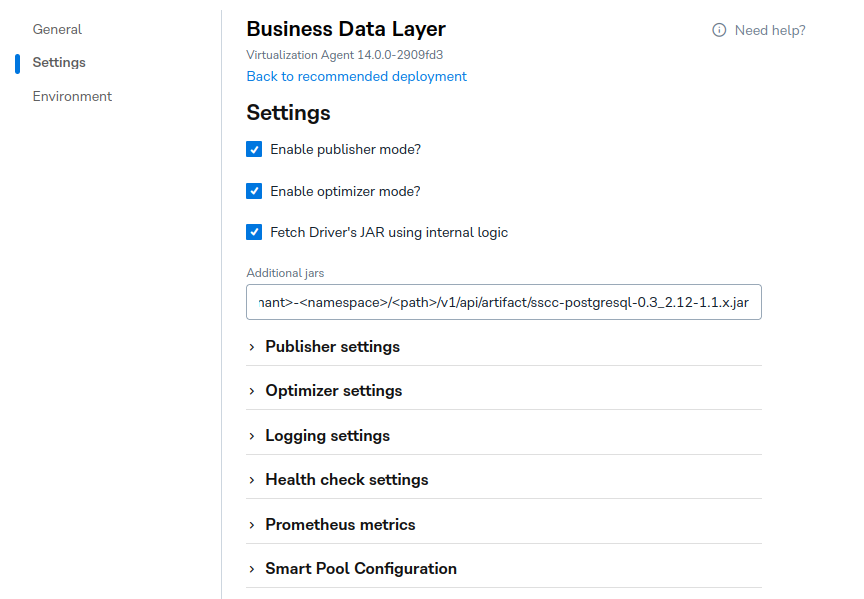 General
Settings
Environment
Business Data Layer
Need help?
Virtualization Agent 14.0.0-2909fd3
Back to recommended deployment
Settings
Enable publisher mode?
Enable optimizer mode?
Fetch Driver's JAR using internal logic
Additional jars
nant>-<namespace>/<path>/v1/api/artifact/sscc-postgresql-0.3_2.12-1.1.x.jar
Publisher settings
Optimizer settings
Logging settings
Health check settings
Prometheus metrics
Smart Pool Configuration